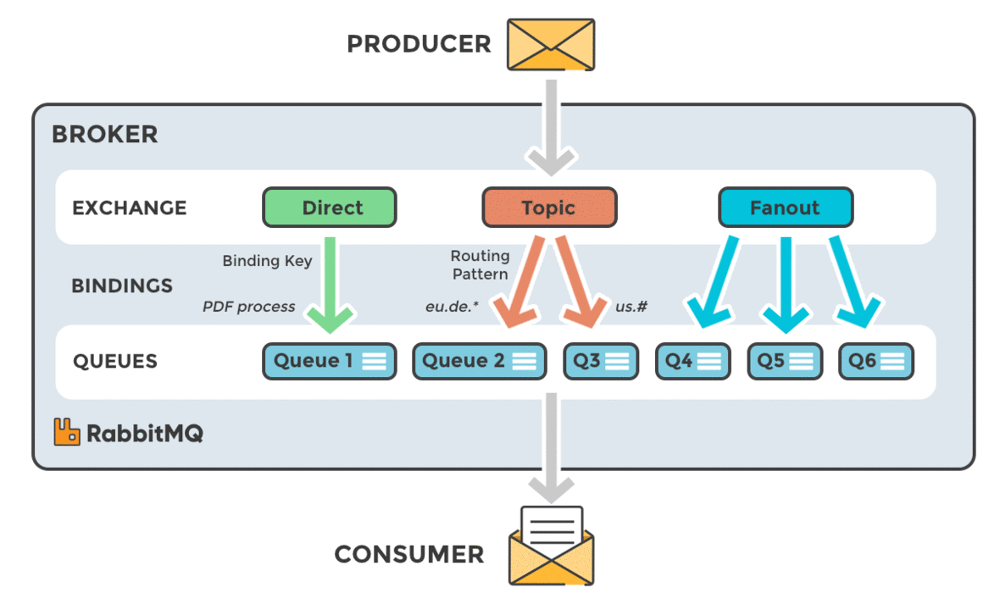 PRODUCER
BROKER
EXCHANGE
Direct
Topic
Fanout
Binding Key
Routing
Pattern
BINDINGS
PDF process
eu.de.*
us.#
QUEUES
Queue 1
Queue 2
Q3
Q4
Q5
Q6
RabbitMQ
CONSUMER